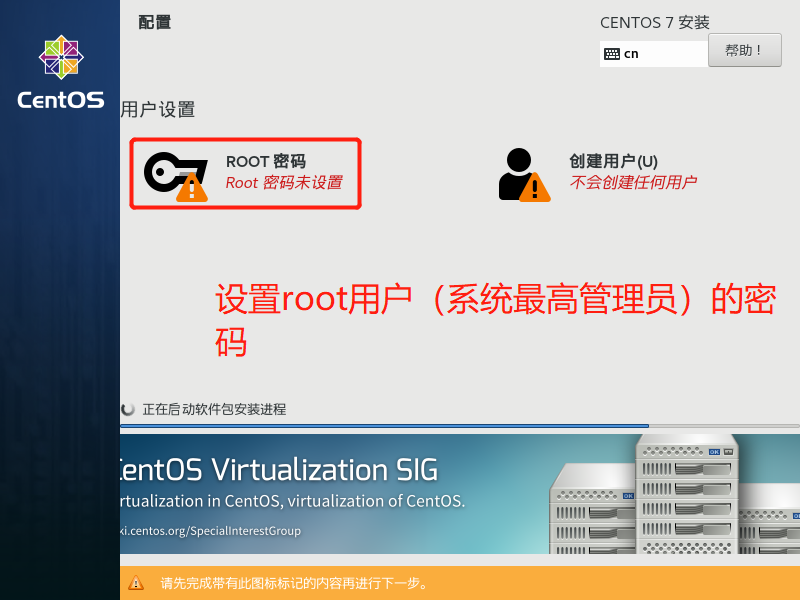 配置
CENTOS 7 安装
cn
帮助！
CentOS
用户设置
ROOT 密码
Root 密码未设置
创建用户(U)
不会创建任何用户
设置root用户（系统最高管理员）的密
码
正在启动软件包安装进程
entOS Virtualization SIG
rtualization in CentOS, virtualization of CentOS.
ki.centos.org/SpecialInterestGroup
OK
OK
请先完成带有此图标标记的内容再进行下一步。